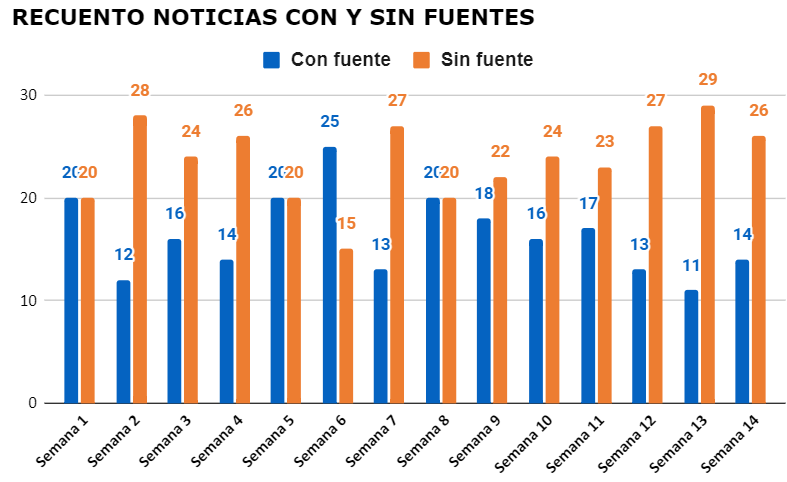 RECUENTO NOTICIAS CON Y SIN FUENTES
Con fuente Sin fuente
30
20
10
0
20 20
12 28
16 24
14 26
20 20
25 15
13 27
20 20
18 22
16 24
17 23
13 27
11 29
14 26
Semana 1
Semana 2
Semana 3
Semana 4
Semana 5
Semana 6
Semana 7
Semana 8
Semana 9
Semana 10
Semana 11
Semana 12
Semana 13
Semana 14